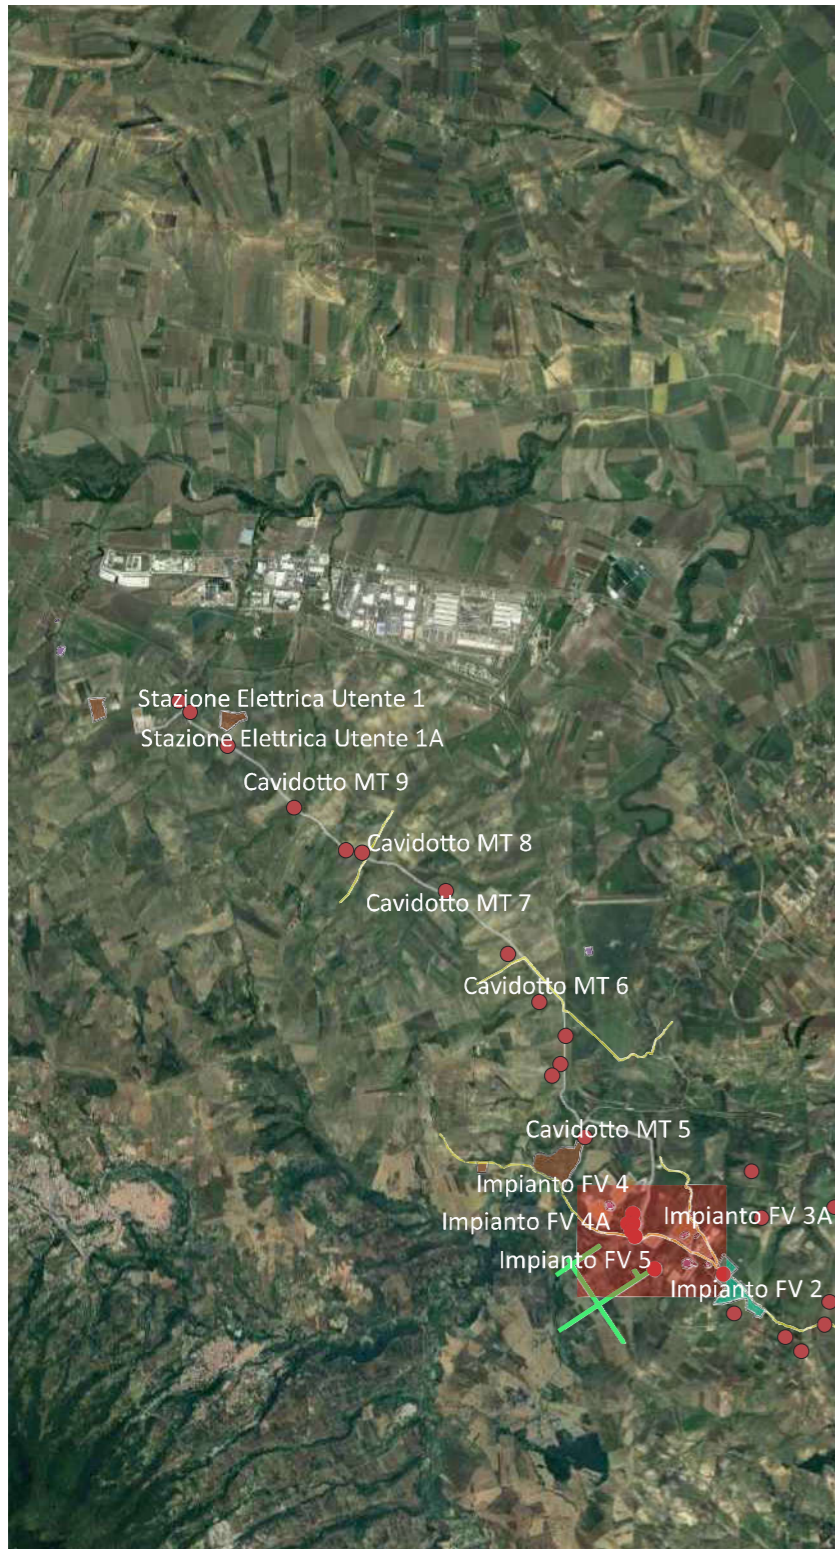 Stazione Elettrica Utente 1
Stazione Elettrica Utente 1A
Cavidotto MT 9
Cavidotto MT 8
Cavidotto MT 7
Cavidotto MT 6
Cavidotto MT 5
Impianto FV 4
Impianto FV 4A
Impianto FV 3A
Impianto FV 5
Impianto FV 2